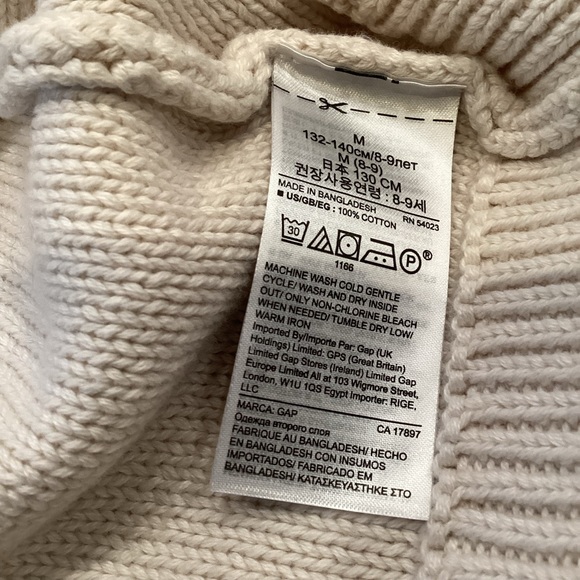 M
132-140см/8-9лет
M (8-9)
日本 130 CM
권장사용연령 : 8-9세
MADE IN BANGLADESH RN 54023
■ US/GB/EG : 100% COTTON
30 P ®
1166
MACHINE WASH COLD GENTLE
CYCLE/ WASH AND DRY INSIDE
OUT/ ONLY NON-CHLORINE BLEACH
WHEN NEEDED/ TUMBLE DRY LOW/
WARM IRON
Imported By/Importe Par: Gap (UK
Holdings) Limited: GPS (Great Britain)
Limited Gap Stores (Ireland) Limited Gap
Europe Limited All at 103 Wigmore Street,
London, W1U 1QS Egypt Importer: RIGE,
LLC
MARCA: GAP CA 17897
Одежда второго слоя
FABRIQUE AU BANGLADESH/ HECHO
EN BANGLADESH CON INSUMOS
IMPORTADOS/ FABRICADO EM
BANGLADESH/ ΚΑΤΑΣΚΕΥΑΣΤΗΚΕ ΣΤΟ